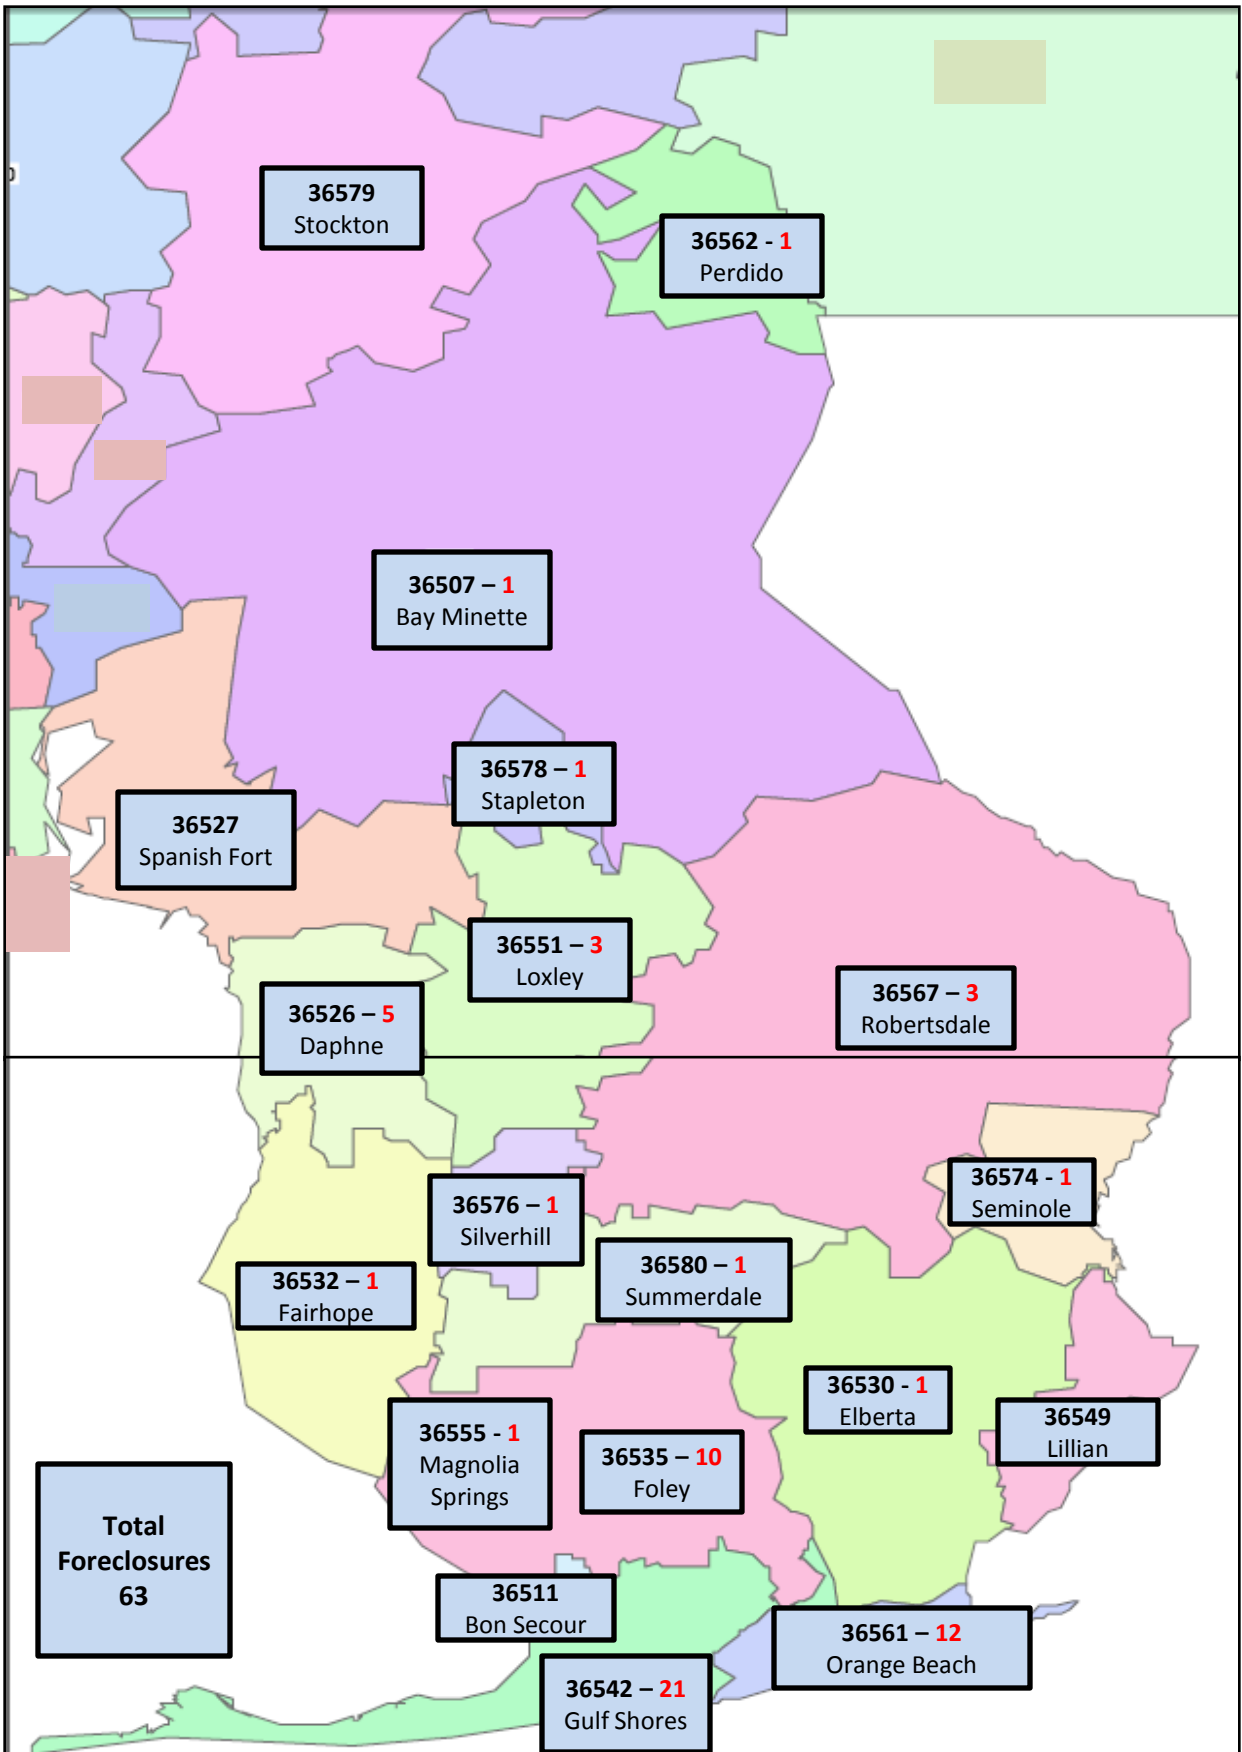 36579
Stockton
36562 - 1
Perdido
36507 – 1
Bay Minette
36578 – 1
Stapleton
36527
Spanish Fort
36551 – 3
Loxley
36567 – 3
Robertsdale
36526 – 5
Daphne
36574 - 1
Seminole
36576 – 1
Silverhill
36580 – 1
Summerdale
36532 – 1
Fairhope
36530 - 1
Elberta
36549
Lillian
36555 - 1
Magnolia
Springs
36535 – 10
Foley
Total
Foreclosures
63
36511
Bon Secour
36561 – 12
Orange Beach
36542 – 21
Gulf Shores